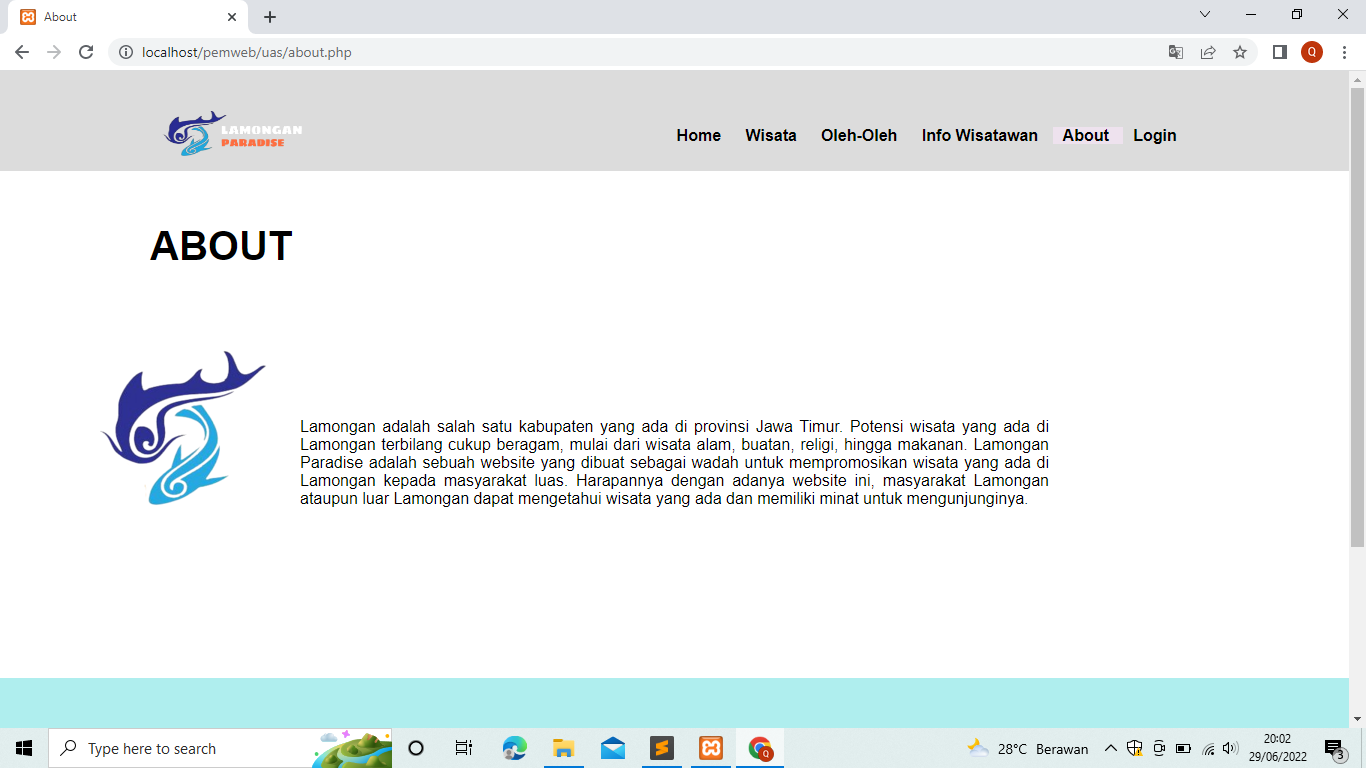 About
localhost/pemweb/uas/about.php
Q
LAMONGAN
PARADISE
Home Wisata Oleh-Oleh Info Wisatawan About Login
ABOUT
Lamongan adalah salah satu kabupaten yang ada di provinsi Jawa Timur. Potensi wisata yang ada di
Lamongan terbilang cukup beragam, mulai dari wisata alam, buatan, religi, hingga makanan. Lamongan
Paradise adalah sebuah website yang dibuat sebagai wadah untuk mempromosikan wisata yang ada di
Lamongan kepada masyarakat luas. Harapannya dengan adanya website ini, masyarakat Lamongan
ataupun luar Lamongan dapat mengetahui wisata yang ada dan memiliki minat untuk mengunjunginya.
Type here to search
Q
28°C Berawan
20:02
29/06/2022
3